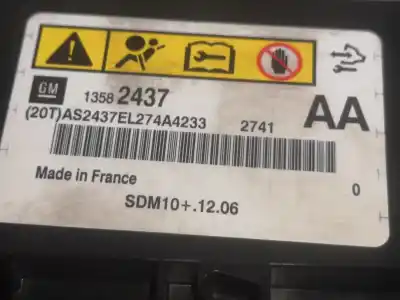 GM
1358 2437
AA
(20T)AS2437EL274A4233 2741
Made in France
0
SDM10+.12.06